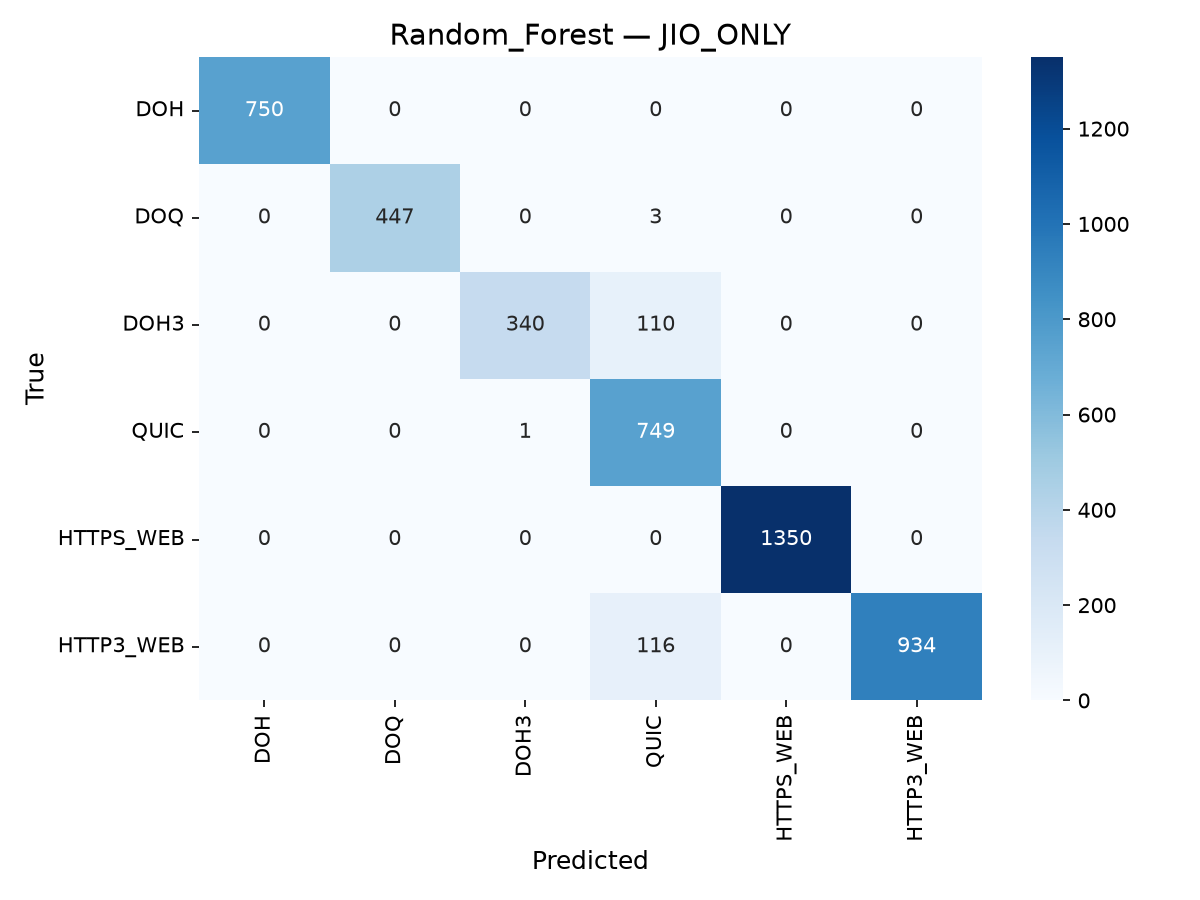 Random_Forest — JIO_ONLY
True
DOH 750 0 0 0 0 0
DOQ 0 447 0 3 0 0
DOH3 0 0 340 110 0 0
QUIC 0 0 1 749 0 0
HTTPS_WEB 0 0 0 0 1350 0
HTTP3_WEB 0 0 0 116 0 934
DOH DOQ DOH3 QUIC HTTPS_WEB HTTP3_WEB
Predicted
1200
1000
800
600
400
200
0